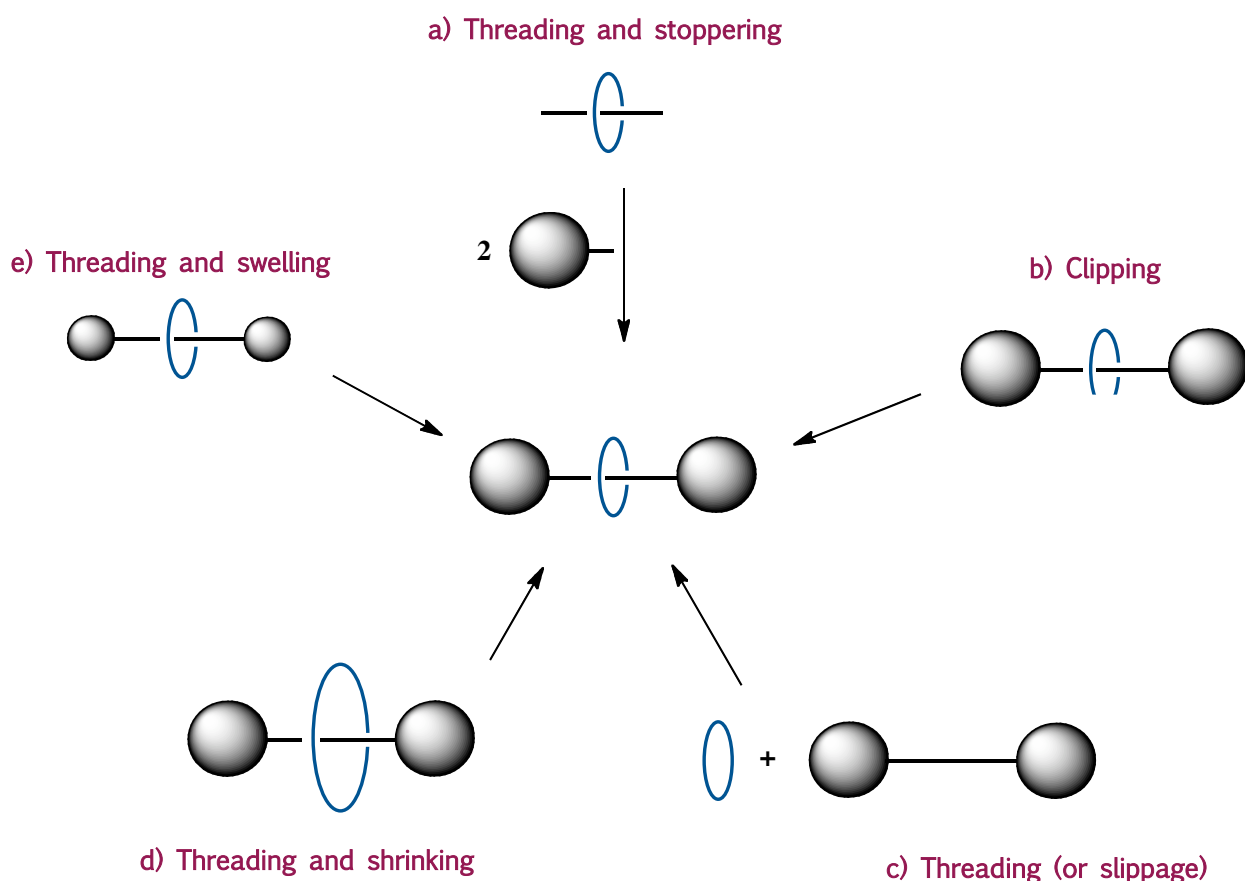 a) Threading and stoppering
2
e) Threading and swelling
b) Clipping
+
d) Threading and shrinking
c) Threading (or slippage)